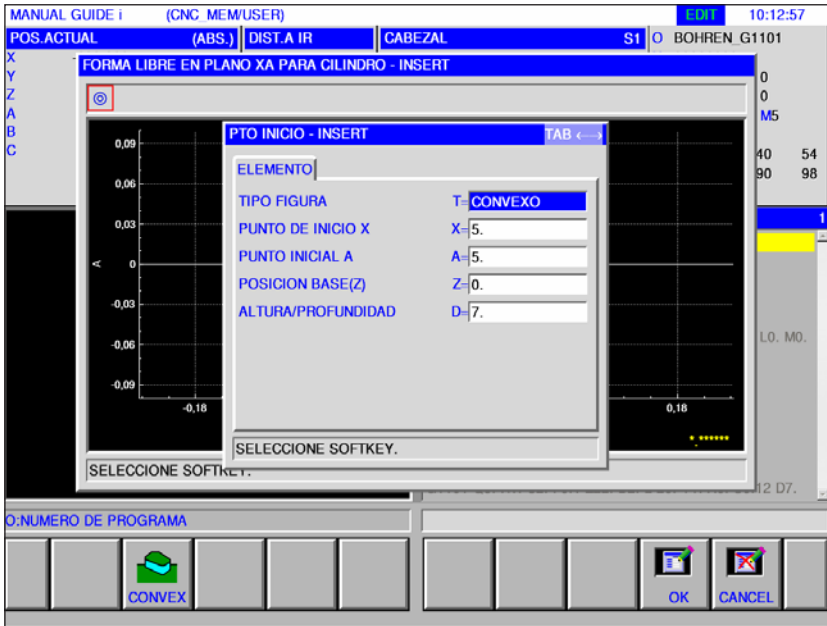 MANUAL GUIDE i (CNC_MEM/USER) EDIT 10:12:57
POS.ACTUAL (ABS.) DIST.A IR CABEZAL S1 O BOHREN_G1101
X
Y
Z
A
B
C
0
0
M5
40 54
90 98
FORMA LIBRE EN PLANO XA PARA CILINDRO - INSERT
PTO INICIO - INSERT TAB ←→
ELEMENTO
TIPO FIGURA T= CONVEXO
PUNTO DE INICIO X X= 5.
PUNTO INICIAL A A= 5.
POSICION BASE(Z) Z= 0.
ALTURA/PROFUNDIDAD D= 7.
SELECCIONE SOFTKEY.
0,09
0,06
0,03
A 0
-0,03
-0,06
-0,09
-0,18 0,18
*.******
SELECCIONE SOFTKEY.
1
L0. M0.
12 D7.
O:NUMERO DE PROGRAMA
CONVEX OK CANCEL